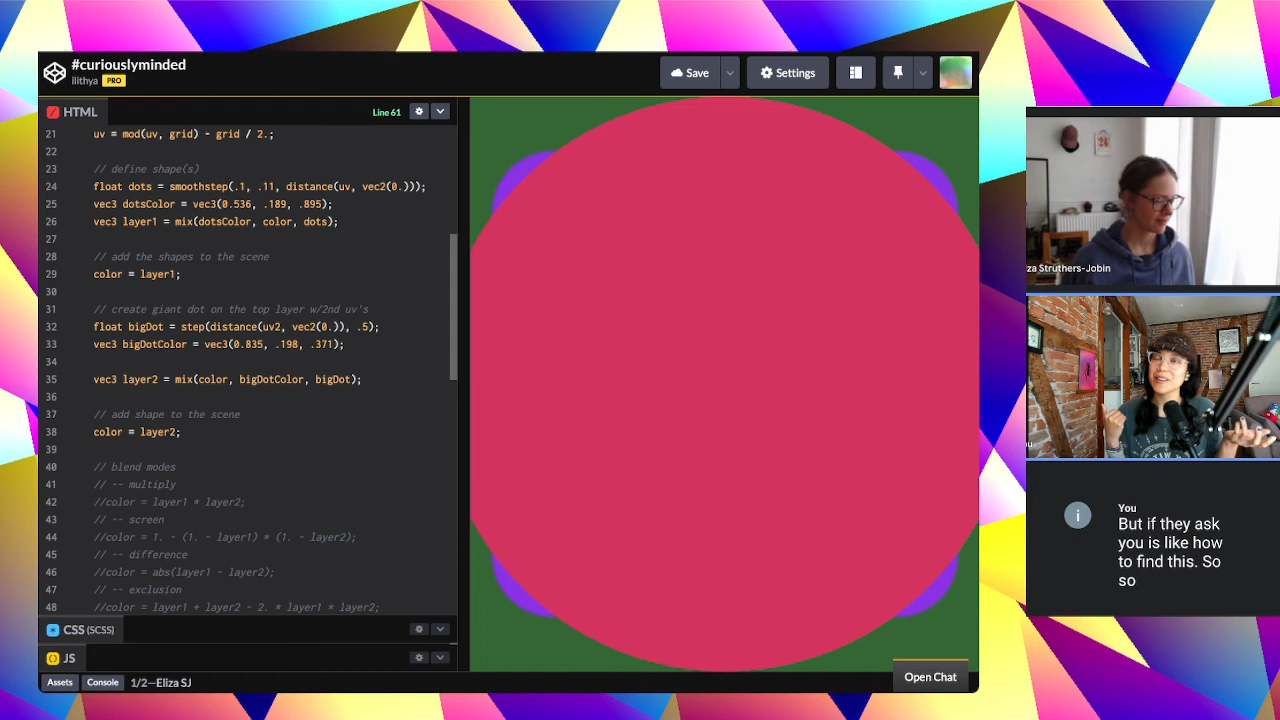 #curiouslyminded
ilithya PRO
Save
Settings
HTML
Line 61
21 uv = mod(uv, grid) - grid / 2.;
22
23 // define shape(s)
24 float dots = smoothstep(.1, .11, distance(uv, vec2(0.)));
25 vec3 dotsColor = vec3(0.536, .189, .895);
26 vec3 layer1 = mix(dotsColor, color, dots);
27
28 // add the shapes to the scene
29 color = layer1;
30
31 // create giant dot on the top layer w/2nd uv's
32 float bigDot = step(distance(uv2, vec2(0.)), .5);
33 vec3 bigDotColor = vec3(0.835, .198, .371);
34
35 vec3 layer2 = mix(color, bigDotColor, bigDot);
36
37 // add shape to the scene
38 color = layer2;
39
40 // blend modes
41 // -- multiply
42 //color = layer1 * layer2;
43 // -- screen
44 //color = 1. - (1. - layer1) * (1. - layer2);
45 // -- difference
46 //color = abs(layer1 - layer2);
47 // -- exclusion
48 //color = layer1 + layer2 - 2. * layer1 * layer2;
CSS (SCSS)
JS
Assets
Console
1/2—Eliza SJ
Open Chat
za Struthers-Jobin
You
But if they ask
you is like how
to find this. So
so